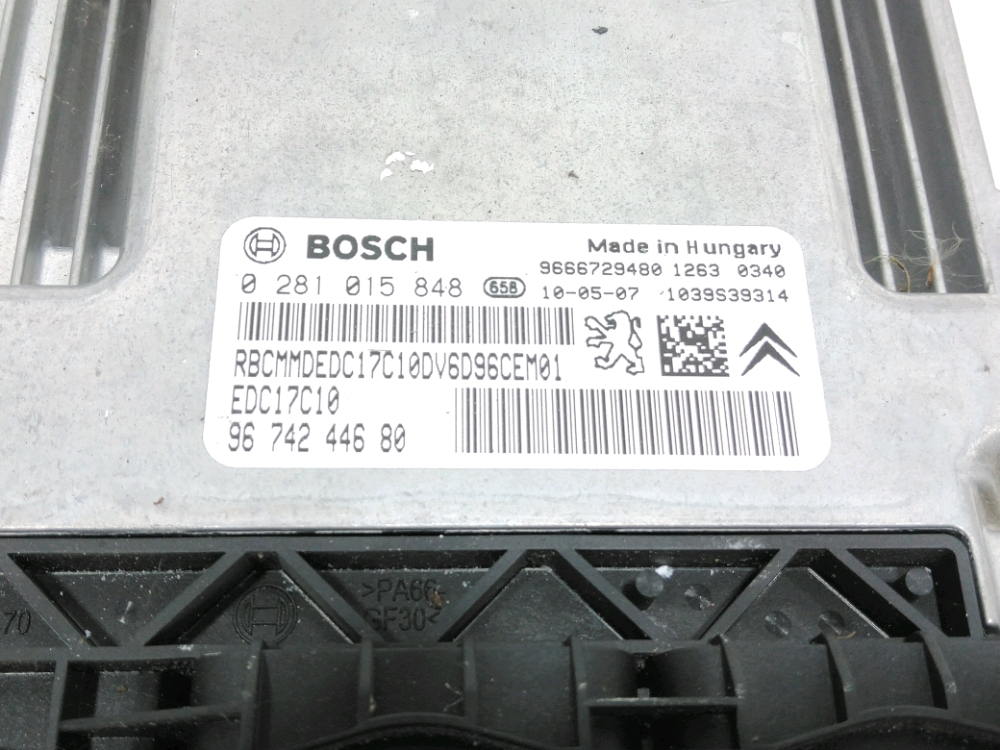 BOSCH
Made in Hungary
9666729480 1263 0340
0 281 015 848 658 10-05-07 1039S39314
RBCMMDEDC17C10DV6D96CEM01
EDC17C10
96 742 446 80
>PA66-
GF30<
70